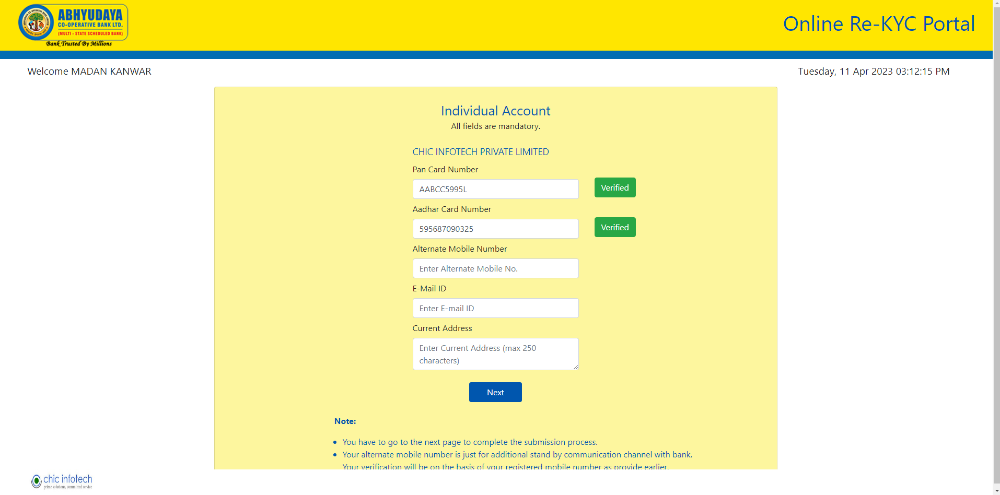 ABHYUDAYA
CO-OPERATIVE BANK LTD.
(MULTI - STATE SCHEDULED BANK)
Bank Trusted By Millions
Online Re-KYC Portal
Welcome MADAN KANWAR
Tuesday, 11 Apr 2023 03:12:15 PM
Individual Account
All fields are mandatory.
CHIC INFOTECH PRIVATE LIMITED
Pan Card Number
AABCC5995L
Verified
Aadhar Card Number
595687090325
Verified
Alternate Mobile Number
Enter Alternate Mobile No.
E-Mail ID
Enter E-mail ID
Current Address
Enter Current Address (max 250
characters)
Next
Note:
You have to go to the next page to complete the submission process.
Your alternate mobile number is just for additional stand by communication channel with bank.
Your verification will be on the basis of your registered mobile number as provide earlier.
chic infotech
prime solutions, committed service